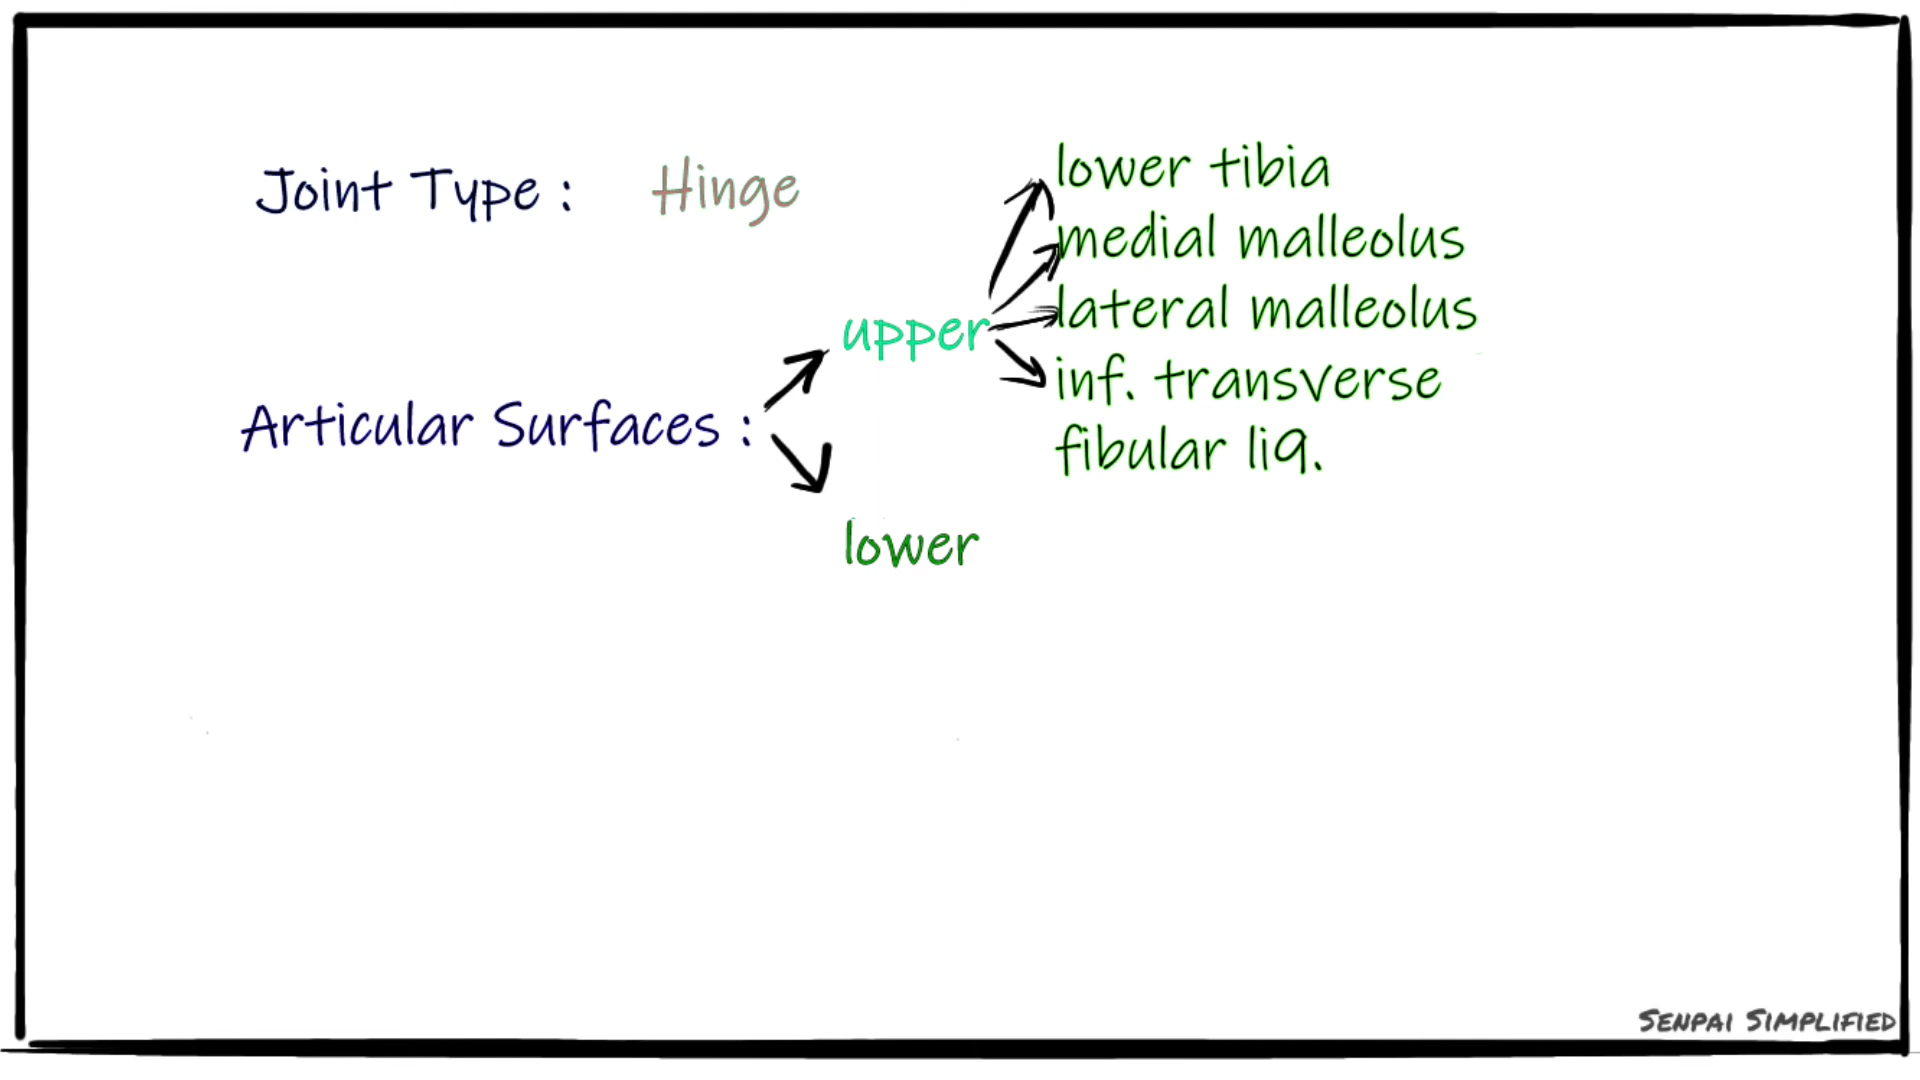 Joint Type : Hinge
Articular Surfaces :
upper
lower tibia
medial malleolus
lateral malleolus
inf. transverse
fibular lig.
lower
SENPAI SIMPLIFIED